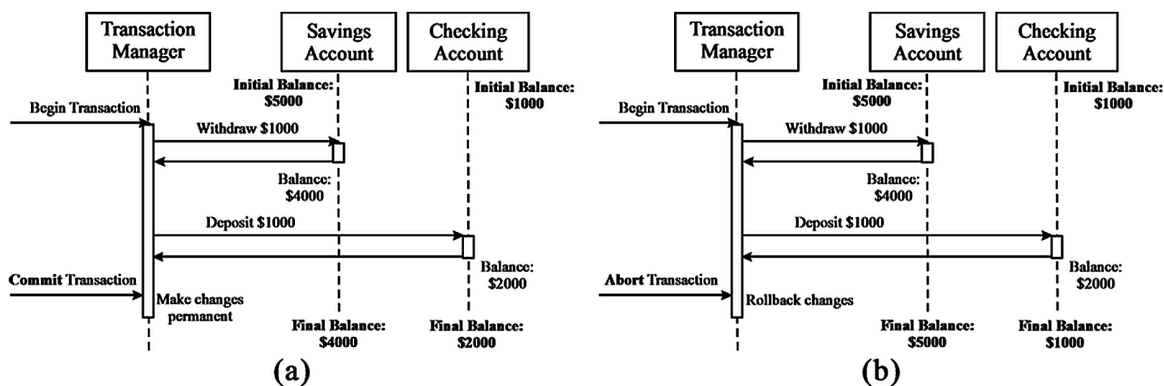 Transaction
Manager
Savings
Account
Checking
Account
Initial Balance:
$5000
Initial Balance:
$1000
Begin Transaction
Withdraw $1000
Balance:
$4000
Deposit $1000
Balance:
$2000
Commit Transaction
Make changes
permanent
Final Balance:
$4000
Final Balance:
$2000
(a)
Transaction
Manager
Savings
Account
Checking
Account
Initial Balance:
$5000
Initial Balance:
$1000
Begin Transaction
Withdraw $1000
Balance:
$4000
Deposit $1000
Balance:
$2000
Abort Transaction
Rollback changes
Final Balance:
$5000
Final Balance:
$1000
(b)